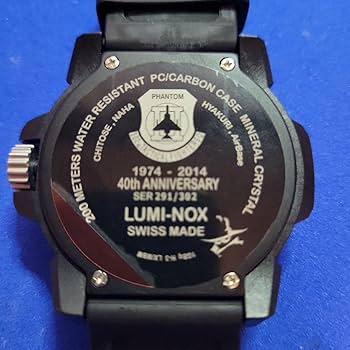 200 METERS WATER RESISTANT PC/CARBON CASE MINERAL CRYSTAL
CHITOSE, NAHA
HYAKURI, AirBase
PHANTOM
1974 - 2014
40th ANNIVERSARY
SER 291/302
LUMI-NOX
SWISS MADE